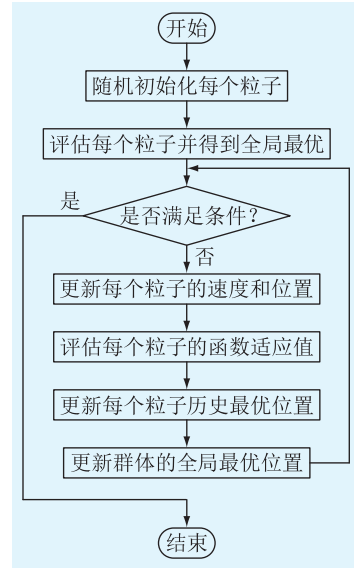 开始
随机初始化每个粒子
评估每个粒子并得到全局最优
是
是否满足条件？
否
更新每个粒子的速度和位置
评估每个粒子的函数适应值
更新每个粒子历史最优位置
更新群体的全局最优位置
结束